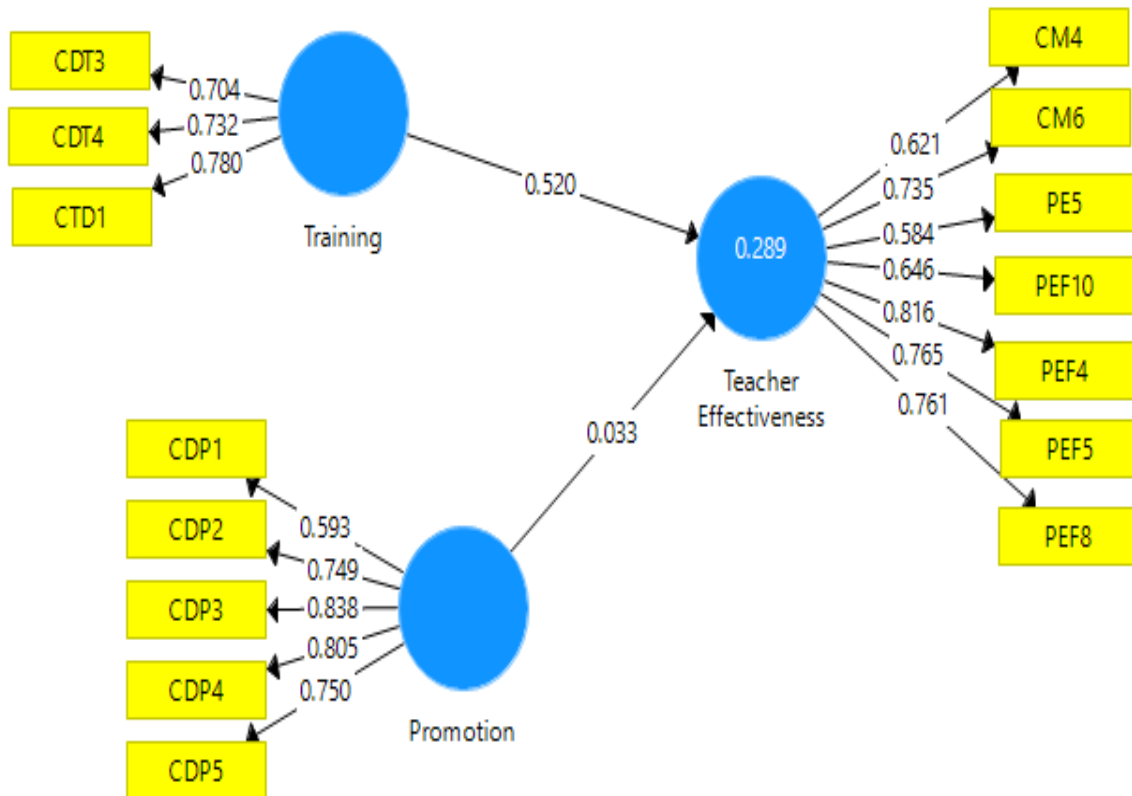 CDT3
CDT4
CTD1
0.704
0.732
0.780
Training
0.520
0.289
Teacher
Effectiveness
0.621
0.735
0.584
0.646
0.816
0.765
0.761
CM4
CM6
PE5
PEF10
PEF4
PEF5
PEF8
0.033
CDP1
CDP2
CDP3
CDP4
CDP5
0.593
0.749
0.838
0.805
0.750
Promotion